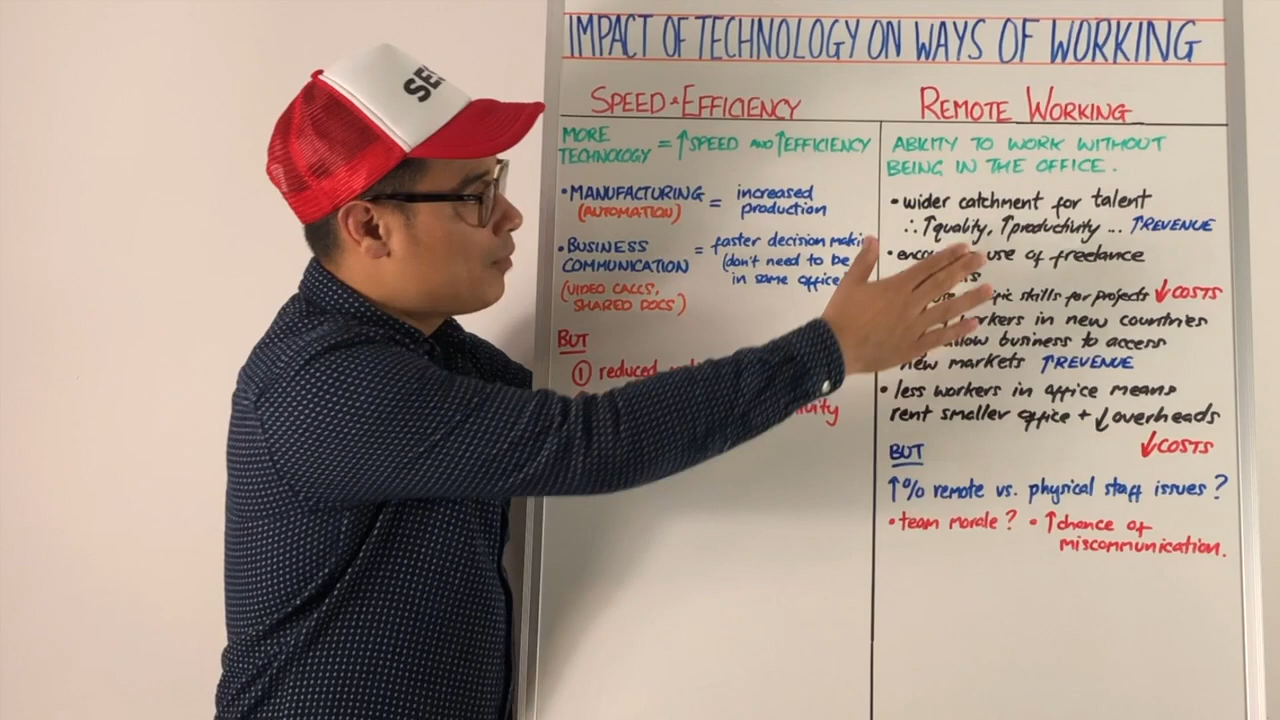 SE
IMPACT OF TECHNOLOGY ON WAYS OF WORKING
SPEED & EFFICIENCY
MORE TECHNOLOGY = ↑SPEED AND ↑EFFICIENCY
• MANUFACTURING = increased production
(AUTOMATION)
• BUSINESS COMMUNICATION = faster decision
(don't need to be
in same office
(VIDEO CALLS,
SHARED DOCS)
BUT
① reduced
REMOTE WORKING
ABILITY TO WORK WITHOUT
BEING IN THE OFFICE.
• wider catchment for talent
∴ ↑quality, ↑productivity ... ↑REVENUE
• use of freelance
skills for projects ↓COSTS
in new countries
allow business to access
new markets ↑REVENUE
• less workers in office means
rent smaller office + ↓overheads
↓COSTS
BUT
↑% remote vs. physical staff issues?
• team morale? • ↑chance of
miscommunication.